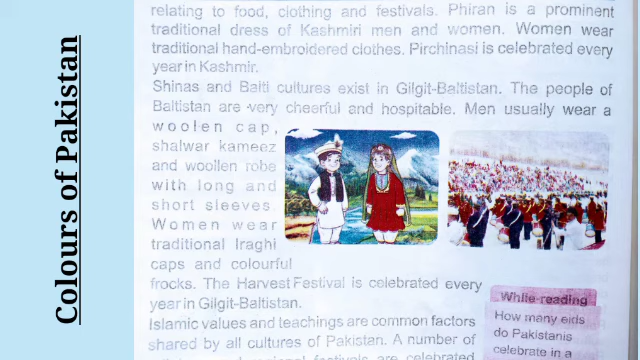 Colours of Pakistan
relating to food, clothing and festivals. Phiran is a prominent
traditional dress of Kashmiri men and women. Women wear
traditional hand-embroidered clothes. Pirchinasi is celebrated every
year in Kashmir.
Shinas and Balti cultures exist in Gilgit-Baltistan. The people of
Baltistan are very cheerful and hospitable. Men usually wear a
woolen cap,
shalwar kameez
and woollen robe
with long and
short sleeves.
Women wear
traditional Iraghi
caps and colourful
frocks. The Harvest Festival is celebrated every
year in Gilgit-Baltistan.
Islamic values and teachings are common factors
shared by all cultures of Pakistan. A number of
regional festivals are celebrated
While-reading
How many eids
do Pakistanis
celebrate in a